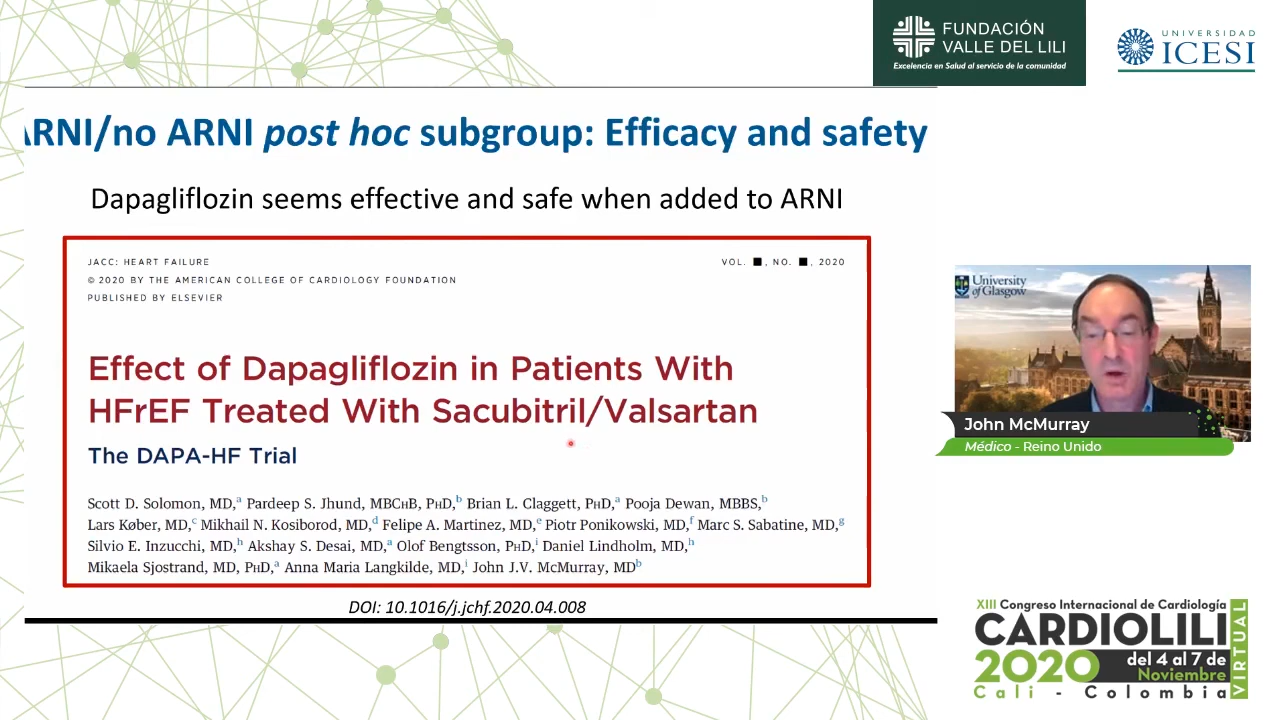 FUNDACIÓN
VALLE DEL LILI
Excelencia en Salud al servicio de la comunidad
UNIVERSIDAD
ICESI
ARNI/no ARNI post hoc subgroup: Efficacy and safety
Dapagliflozin seems effective and safe when added to ARNI
JACC: HEART FAILURE
VOL. ■, NO. ■, 2020
© 2020 BY THE AMERICAN COLLEGE OF CARDIOLOGY FOUNDATION
PUBLISHED BY ELSEVIER
Effect of Dapagliflozin in Patients With
HFrEF Treated With Sacubitril/Valsartan
The DAPA-HF Trial
Scott D. Solomon, MD,a Pardeep S. Jhund, MBCHB, PHD,b Brian L. Claggett, PHD,a Pooja Dewan, MBBS,b
Lars Køber, MD,c Mikhail N. Kosiborod, MD,d Felipe A. Martinez, MD,e Piotr Ponikowski, MD,f Marc S. Sabatine, MD,g
Silvio E. Inzucchi, MD,h Akshay S. Desai, MD,a Olof Bengtsson, PHD,i Daniel Lindholm, MD,h
Mikaela Sjostrand, MD, PHD,a Anna Maria Langkilde, MD,i John J.V. McMurray, MDb
DOI: 10.1016/j.jchf.2020.04.008
University
of Glasgow
John McMurray
Médico - Reino Unido
XIII Congreso Internacional de Cardiología
CARDIOLILI
2020 del 4 al 7 de
Noviembre
Cali - Colombia
VIRTUAL